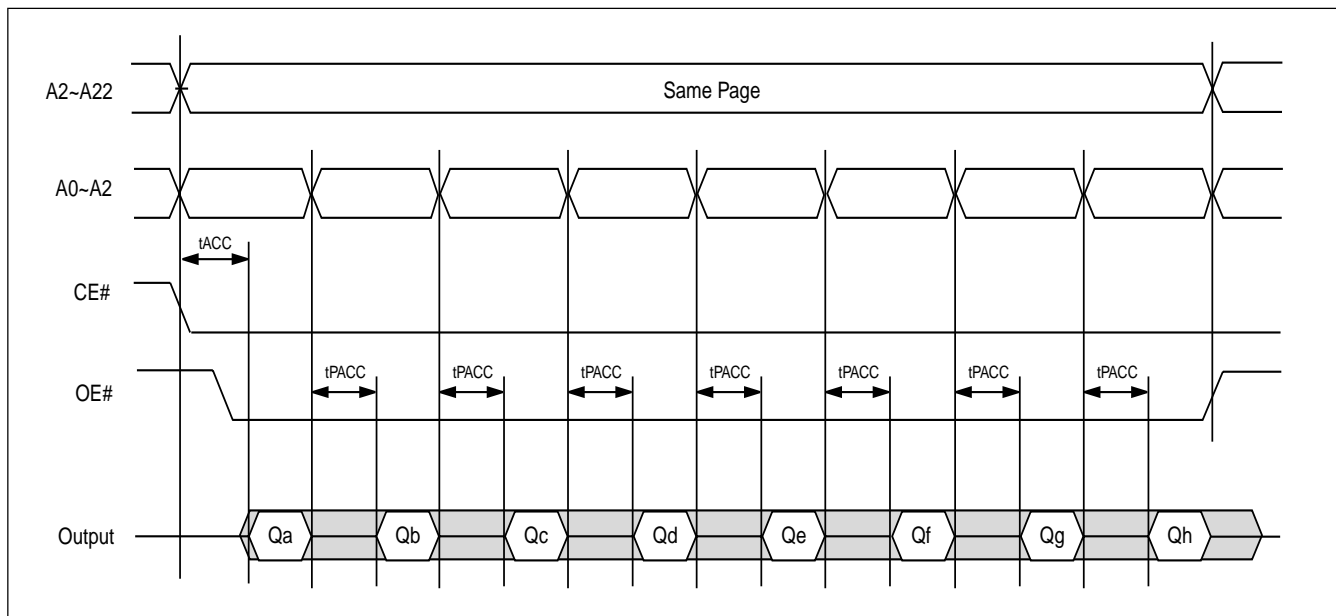 A2~A22
Same Page
A0~A2
tACC
CE#
tPACC tPACC tPACC tPACC tPACC tPACC tPACC
OE#
Output Qa Qb Qc Qd Qe Qf Qg Qh